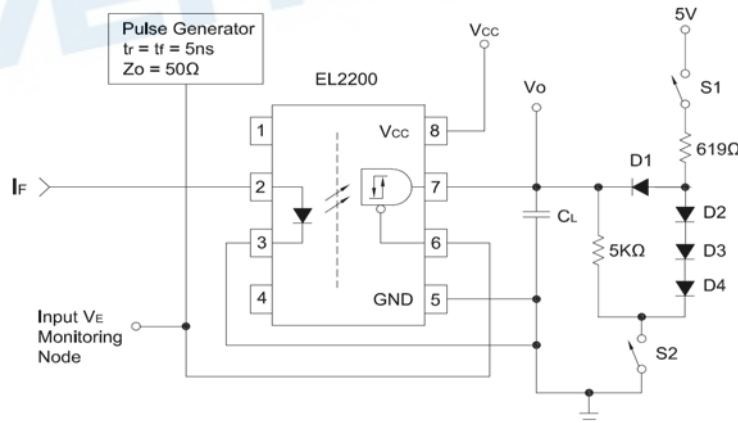 Pulse Generator
tr = tf = 5ns
Zo = 50Ω
EL2200
Vcc
5V
S1
619Ω
Vo
1
Vcc
8
IF
2
7
D1
D2
3
6
CL
5KΩ
D3
4
GND
5
D4
Input VE
Monitoring
Node
S2